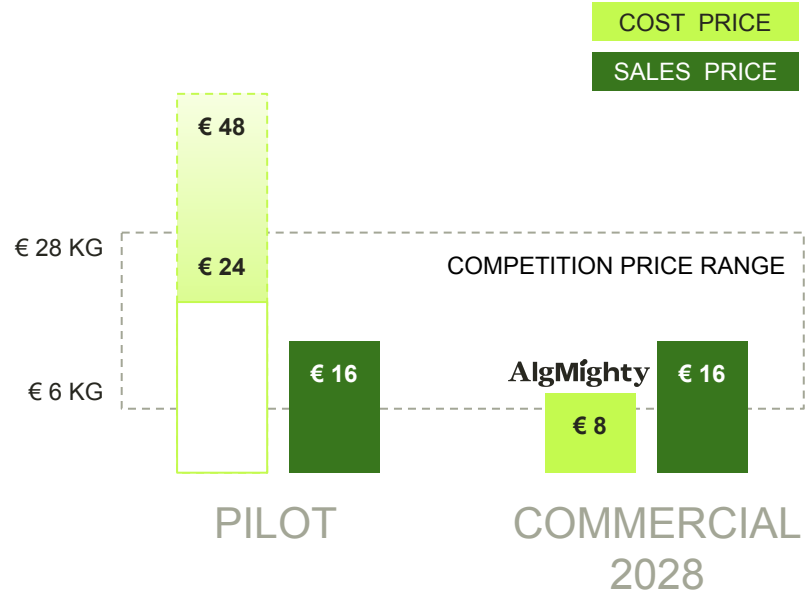 COST PRICE
SALES PRICE
€ 48
€ 28 KG
€ 24
COMPETITION PRICE RANGE
€ 16
AlgMighty
€ 16
€ 6 KG
€ 8
PILOT
COMMERCIAL
2028